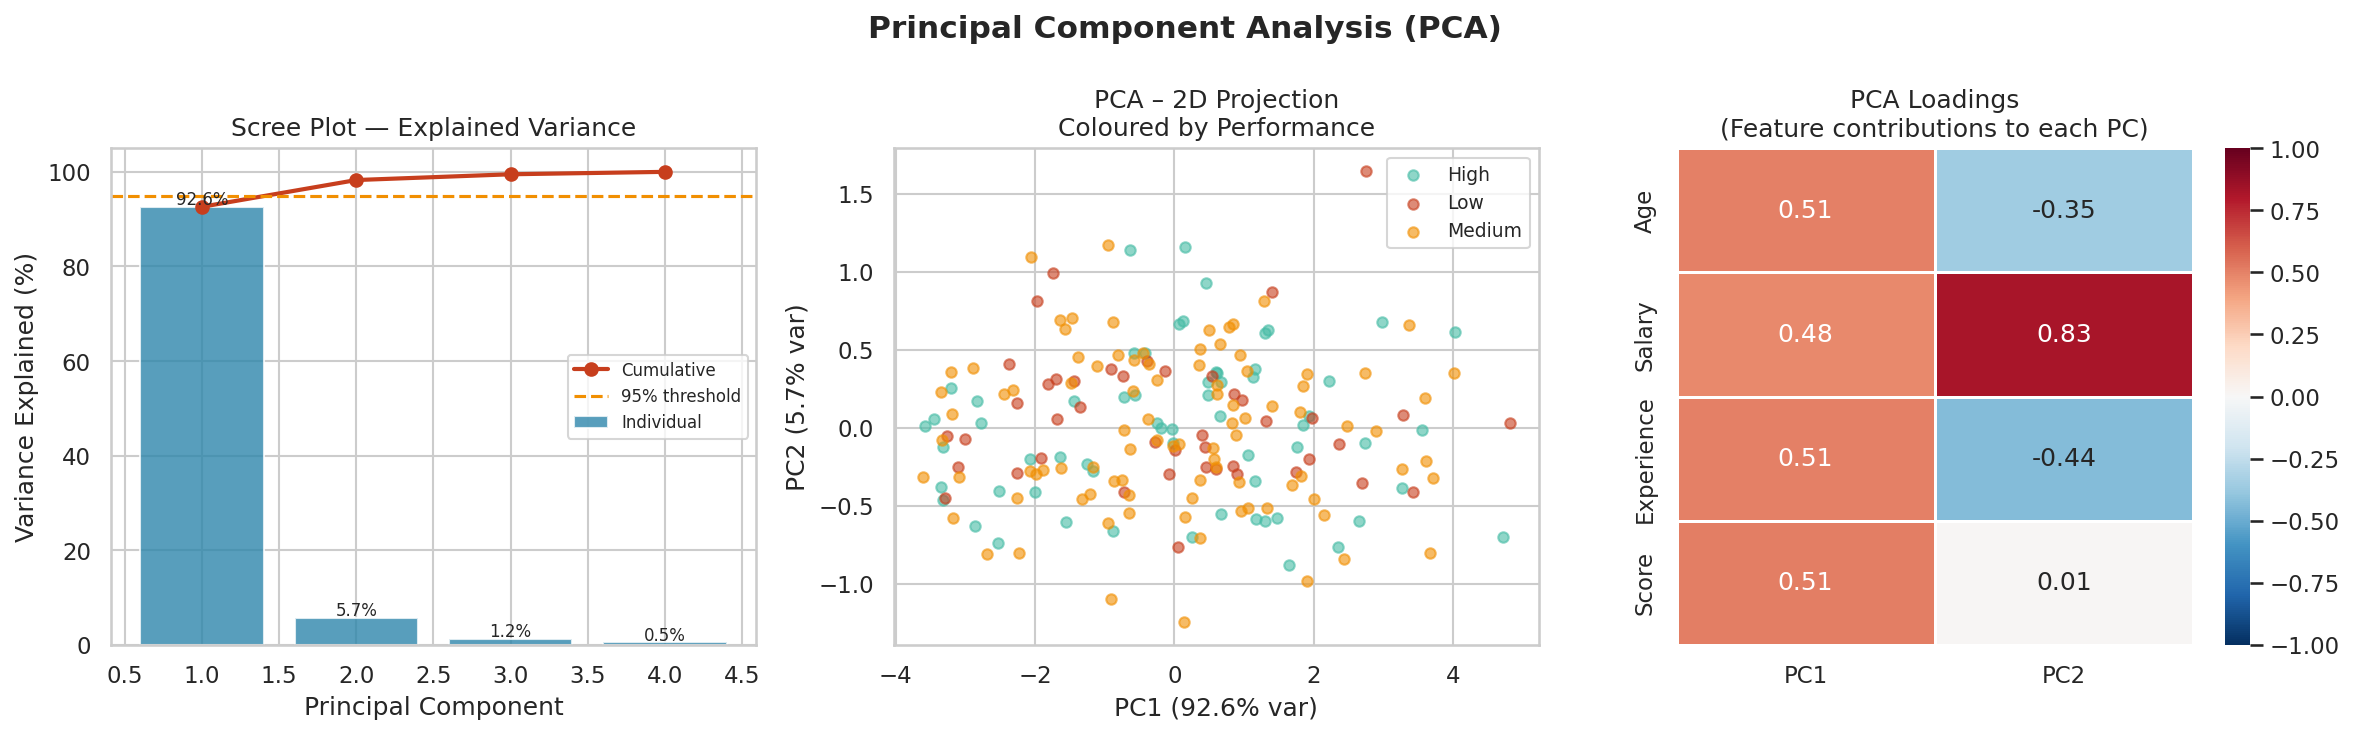 Principal Component Analysis (PCA)
Scree Plot — Explained Variance
Variance Explained (%)
100
80
60
40
20
0
92.6%
5.7%
1.2%
0.5%
Cumulative
95% threshold
Individual
0.5 1.0 1.5 2.0 2.5 3.0 3.5 4.0 4.5
Principal Component
PCA – 2D Projection
Coloured by Performance
PC2 (5.7% var)
1.5
1.0
0.5
0.0
−0.5
−1.0
High
Low
Medium
−4 −2 0 2 4
PC1 (92.6% var)
PCA Loadings
(Feature contributions to each PC)
Age 0.51 -0.35
Salary 0.48 0.83
Experience 0.51 -0.44
Score 0.51 0.01
PC1 PC2
1.00
0.75
0.50
0.25
0.00
−0.25
−0.50
−0.75
−1.00